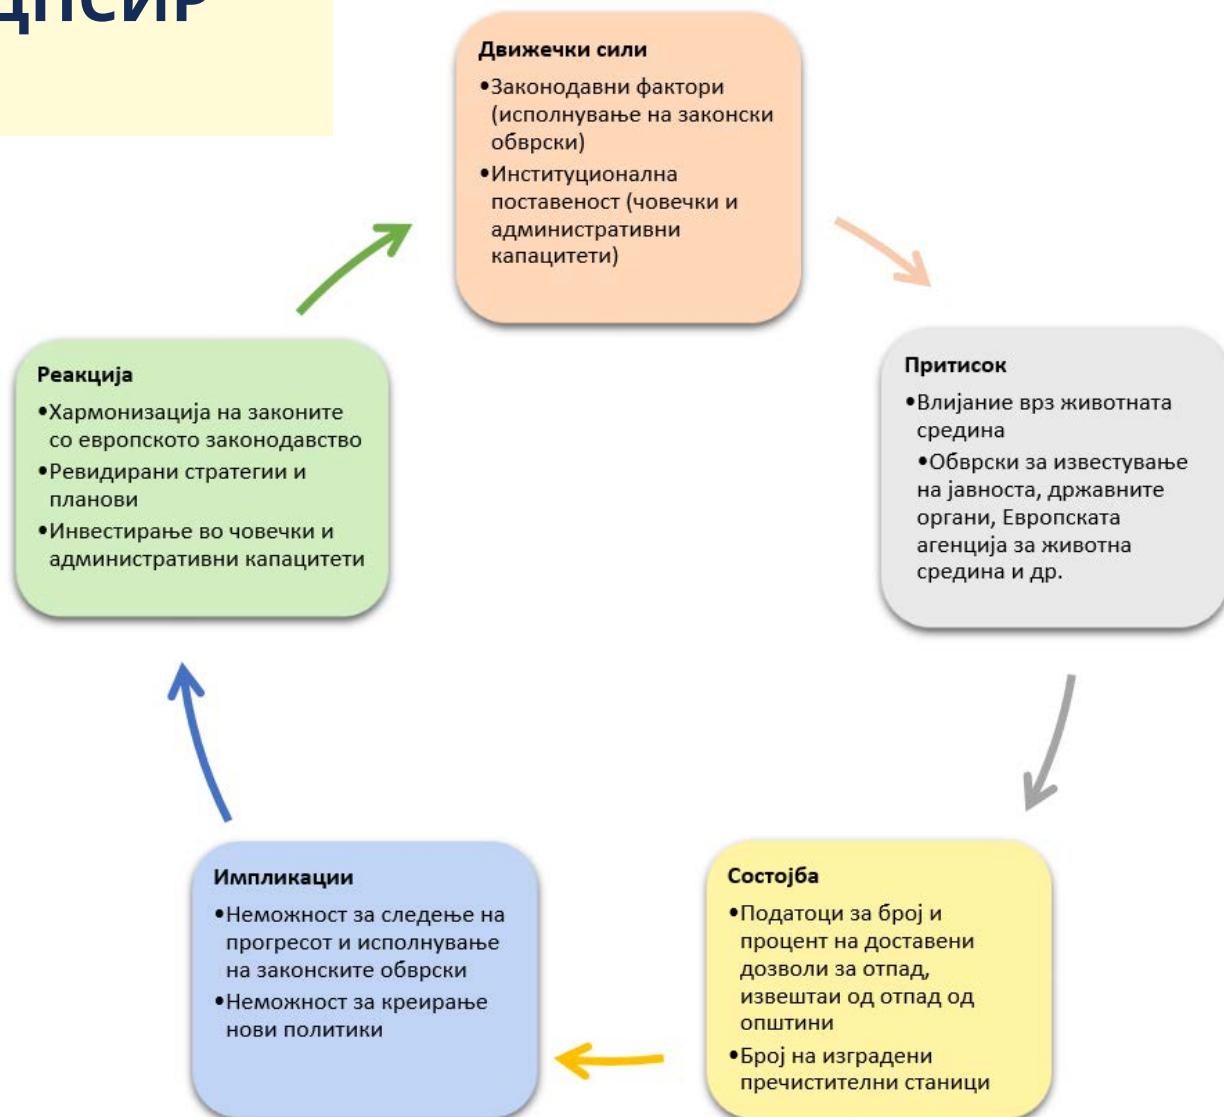 ДПСИР
Движечки сили
•Законодавни фактори
(исполнување на законски
обврски)
•Институционална
поставеност (човечки и
административни
капацитети)
Притисок
•Влијание врз животната
средина
•Обврски за известување
на јавноста, државните
органи, Европската
агенција за животна
средина и др.
Состојба
•Податоци за број и
процент на доставени
дозволи за отпад,
извештаи од отпад од
општини
•Број на изградени
пречистителни станици
Импликации
•Неможност за следење на
прогресот и исполнување
на законските обврски
•Неможност за креирање
нови политики
Реакција
•Хармонизација на законите
со европското законодавство
•Ревидирани стратегии и
планови
•Инвестирање во човечки и
административни капацитети